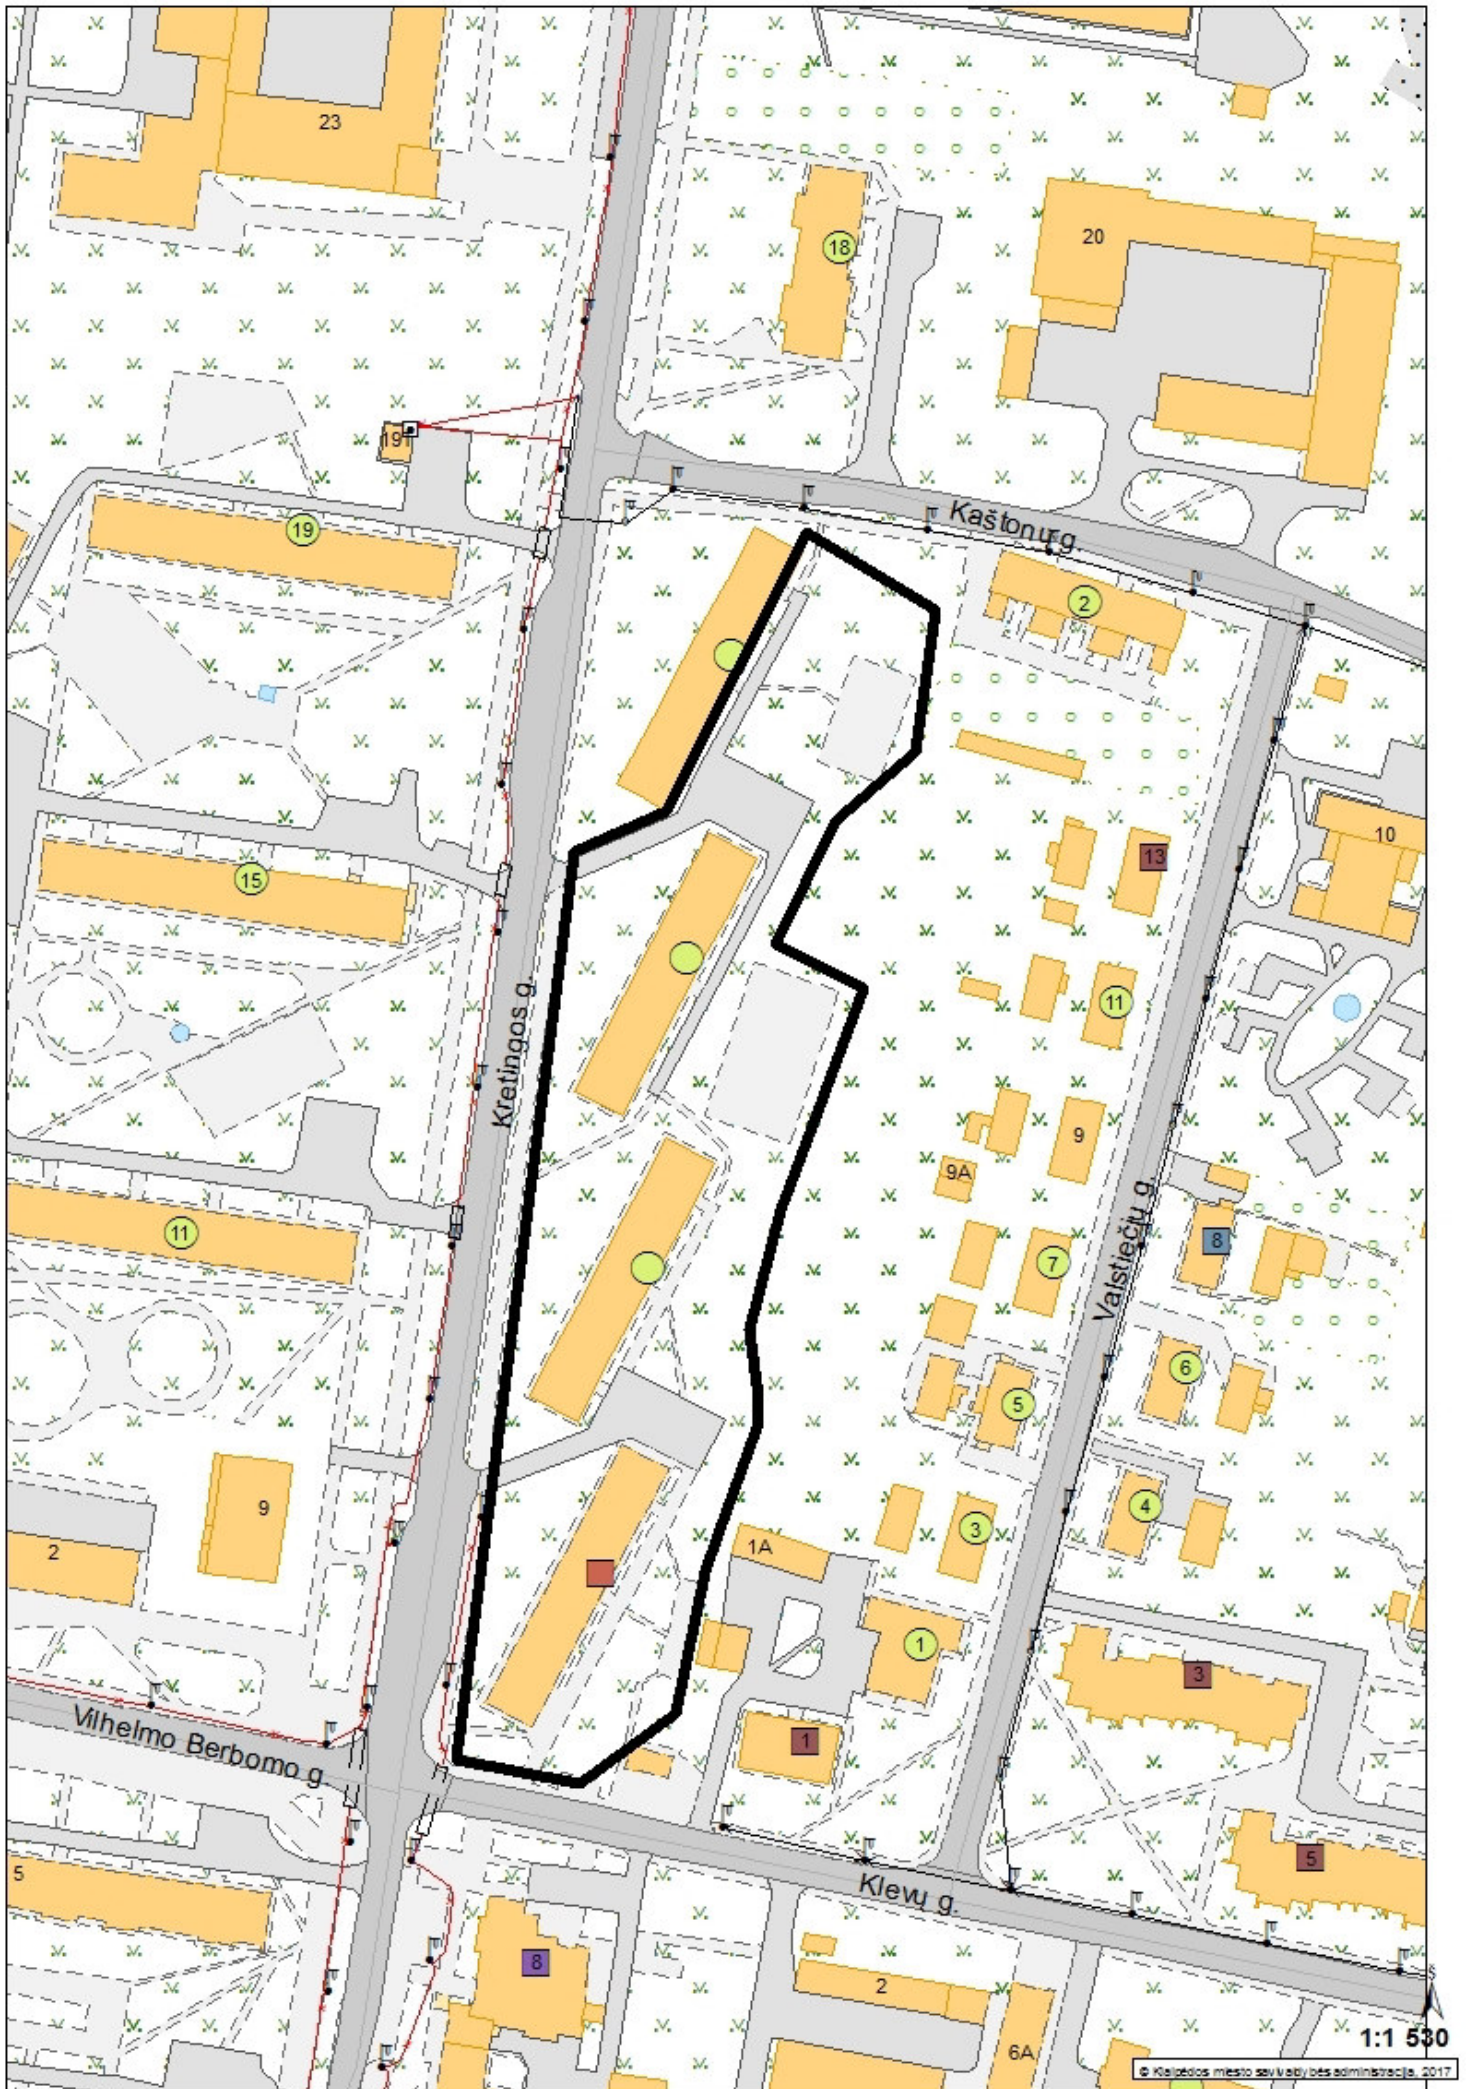 23
18
20
19T
19
Kaštonų g.
2
10
13
15
Kretingos g.
11
9
9A
Valstiečių g.
11
8
7
6
5
4
9
3
2
1A
1
3
1
Vilhelmo Berbomo g
5
5
Klevų g.
8
2
6A
Š
1:1 530
© Klaipėdos miesto savivaldybės administracija, 2017